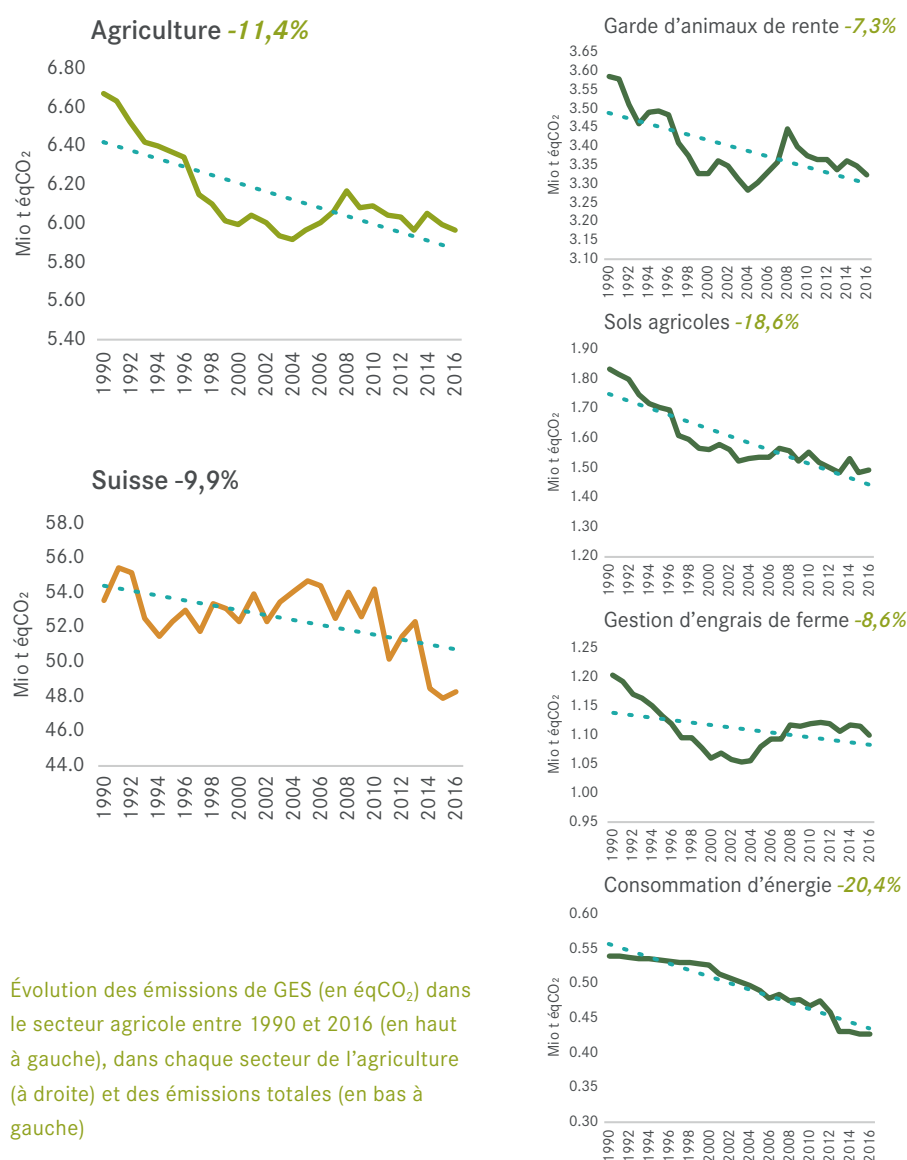 Agriculture -11,4%
Mio t éqCO₂
6.80
6.60
6.40
6.20
6.00
5.80
5.60
5.40
1990 1992 1994 1996 1998 2000 2002 2004 2006 2008 2010 2012 2014 2016
Suisse -9,9%
Mio t éqCO₂
58.0
56.0
54.0
52.0
50.0
48.0
46.0
44.0
1990 1992 1994 1996 1998 2000 2002 2004 2006 2008 2010 2012 2014 2016
Évolution des émissions de GES (en éqCO₂) dans
le secteur agricole entre 1990 et 2016 (en haut
à gauche), dans chaque secteur de l'agriculture
(à droite) et des émissions totales (en bas à
gauche)
Garde d'animaux de rente -7,3%
Mio t éqCO₂
3.65
3.60
3.55
3.50
3.45
3.40
3.35
3.30
3.25
3.20
3.15
3.10
1990 1992 1994 1996 1998 2000 2002 2004 2006 2008 2010 2012 2014 2016
Sols agricoles -18,6%
Mio t éqCO₂
1.90
1.80
1.70
1.60
1.50
1.40
1.30
1.20
1990 1992 1994 1996 1998 2000 2002 2004 2006 2008 2010 2012 2014 2016
Gestion d'engrais de ferme -8,6%
Mio t éqCO₂
1.25
1.20
1.15
1.10
1.05
1.00
0.95
1990 1992 1994 1996 1998 2000 2002 2004 2006 2008 2010 2012 2014 2016
Consommation d'énergie -20,4%
Mio t éqCO₂
0.60
0.55
0.50
0.45
0.40
0.35
0.30
1990 1992 1994 1996 1998 2000 2002 2004 2006 2008 2010 2012 2014 2016